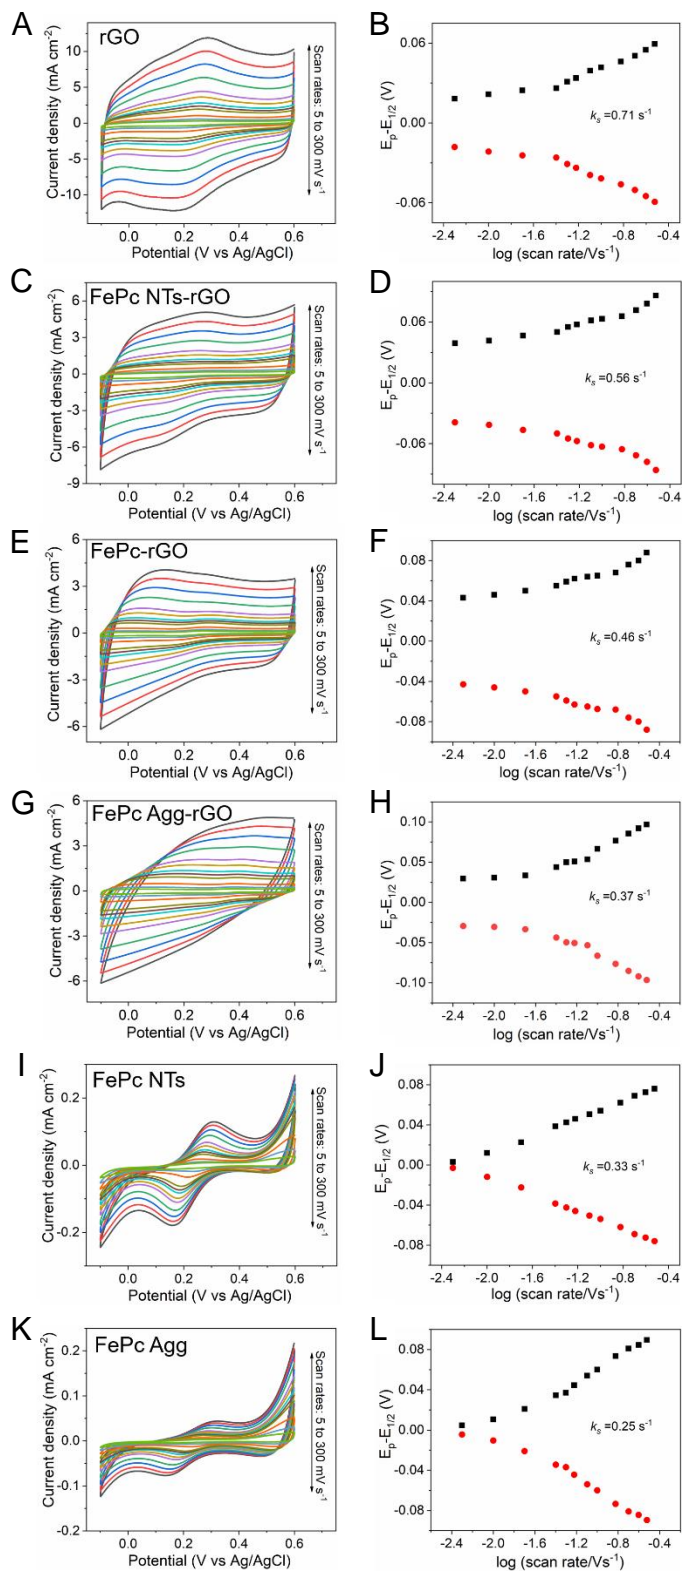 A
rGO
10
5
0
-5
-10
Current density (mA cm⁻²)
0.0 0.2 0.4 0.6
Potential (V vs Ag/AgCl)
Scan rates: 5 to 300 mV s⁻¹
B
0.06
0.00
-0.06
Eₚ-E₁/₂ (V)
kₛ =0.71 s⁻¹
-2.4 -2.0 -1.6 -1.2 -0.8 -0.4
log (scan rate/Vs⁻¹)
C
FePc NTs-rGO
6
3
0
-3
-6
-9
Current density (mA cm⁻²)
0.0 0.2 0.4 0.6
Potential (V vs Ag/AgCl)
Scan rates: 5 to 300 mV s⁻¹
D
0.06
0.00
-0.06
Eₚ-E₁/₂ (V)
kₛ =0.56 s⁻¹
-2.4 -2.0 -1.6 -1.2 -0.8 -0.4
log (scan rate/Vs⁻¹)
E
FePc-rGO
6
3
0
-3
-6
Current density (mA cm⁻²)
0.0 0.2 0.4 0.6
Potential (V vs Ag/AgCl)
Scan rates: 5 to 300 mV s⁻¹
F
0.08
0.04
0.00
-0.04
-0.08
Eₚ-E₁/₂ (V)
kₛ =0.46 s⁻¹
-2.4 -2.0 -1.6 -1.2 -0.8 -0.4
log (scan rate/Vs⁻¹)
G
FePc Agg-rGO
6
3
0
-3
-6
Current density (mA cm⁻²)
0.0 0.2 0.4 0.6
Potential (V vs Ag/AgCl)
Scan rates: 5 to 300 mV s⁻¹
H
0.10
0.05
0.00
-0.05
-0.10
Eₚ-E₁/₂ (V)
kₛ =0.37 s⁻¹
-2.4 -2.0 -1.6 -1.2 -0.8 -0.4
log (scan rate/Vs⁻¹)
I
FePc NTs
0.2
0.0
-0.2
Current density (mA cm⁻²)
0.0 0.2 0.4 0.6
Potential (V vs Ag/AgCl)
Scan rates: 5 to 300 mV s⁻¹
J
0.08
0.04
0.00
-0.04
-0.08
Eₚ-E₁/₂ (V)
kₛ =0.33 s⁻¹
-2.4 -2.0 -1.6 -1.2 -0.8 -0.4
log (scan rate/Vs⁻¹)
K
FePc Agg
0.2
0.1
0.0
-0.1
-0.2
Current density (mA cm⁻²)
0.0 0.2 0.4 0.6
Potential (V vs Ag/AgCl)
Scan rates: 5 to 300 mV s⁻¹
L
0.08
0.04
0.00
-0.04
-0.08
Eₚ-E₁/₂ (V)
kₛ =0.25 s⁻¹
-2.4 -2.0 -1.6 -1.2 -0.8 -0.4
log (scan rate/Vs⁻¹)